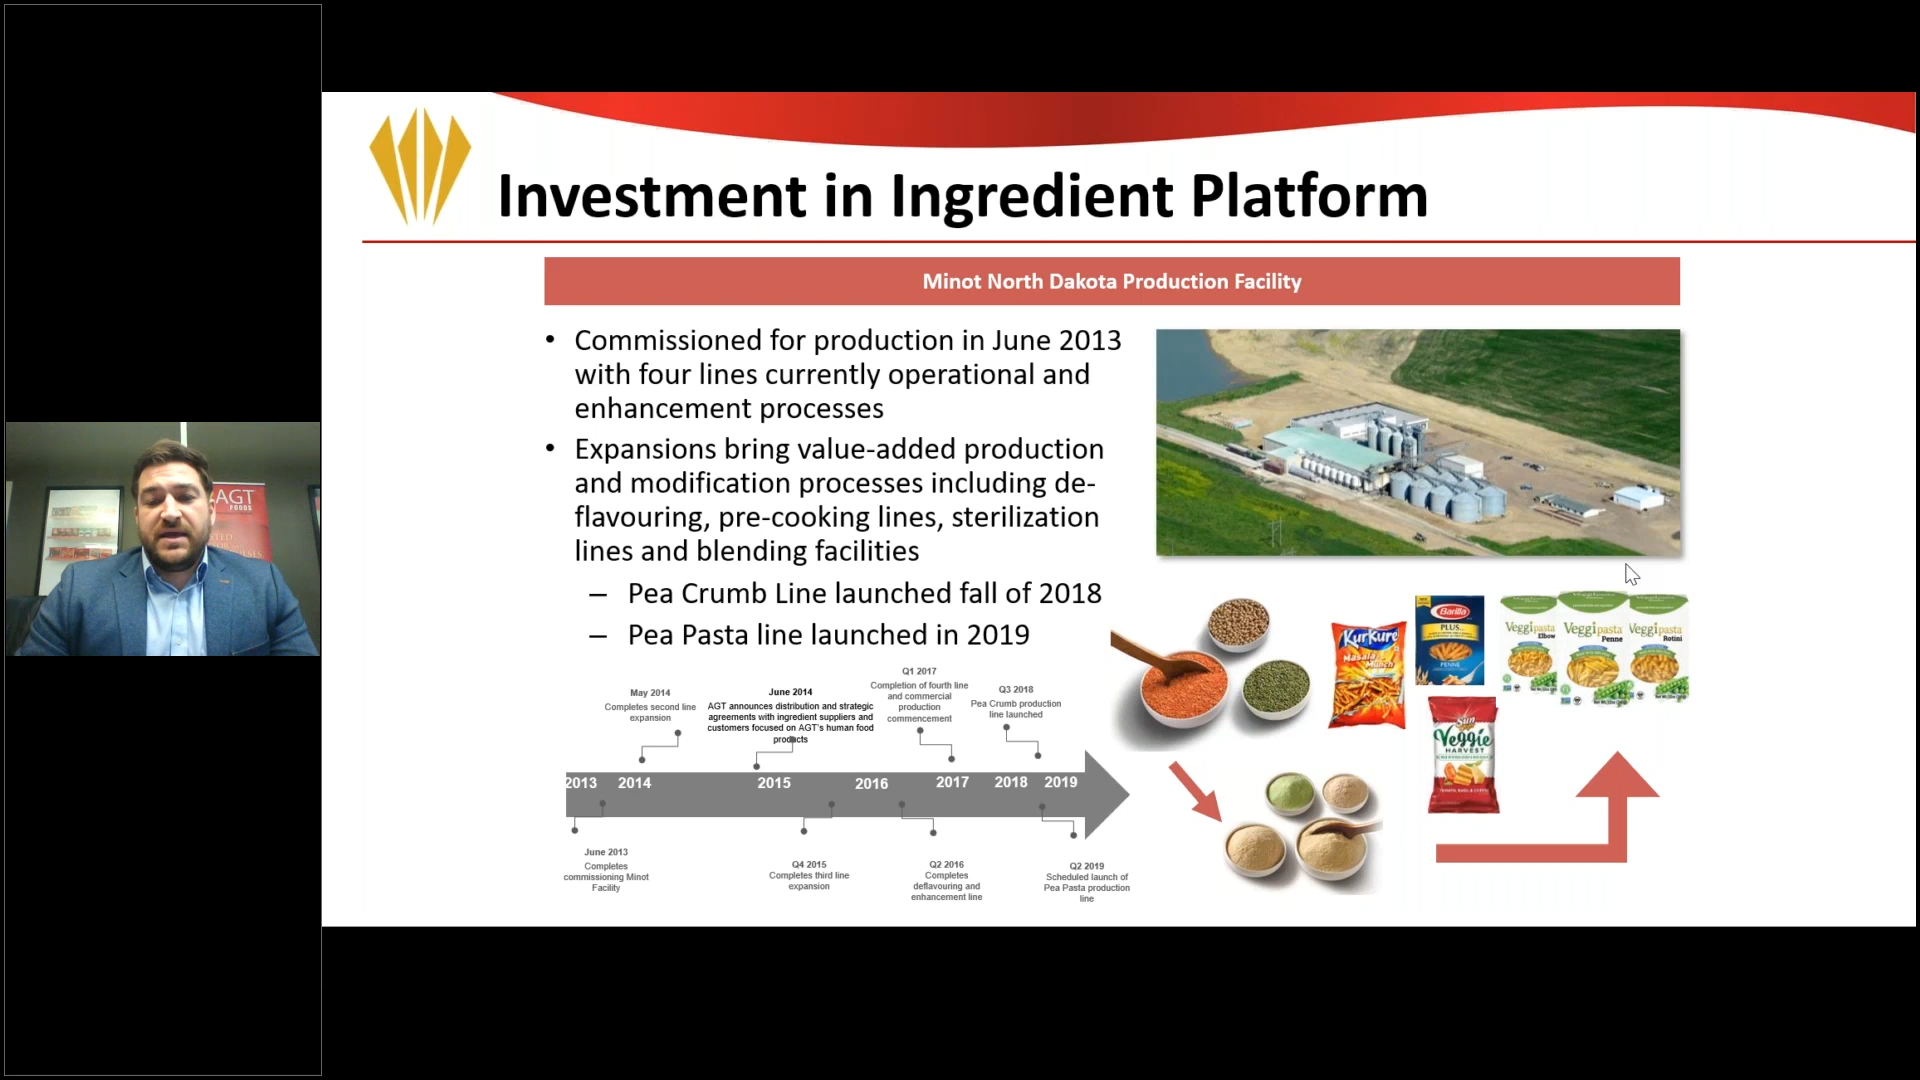 Investment in Ingredient Platform
Minot North Dakota Production Facility
• Commissioned for production in June 2013
with four lines currently operational and
enhancement processes
• Expansions bring value-added production
and modification processes including de-
flavouring, pre-cooking lines, sterilization
lines and blending facilities
– Pea Crumb Line launched fall of 2018
– Pea Pasta line launched in 2019
May 2014
Completes second line
expansion
June 2014
AGT announces distribution and strategic
agreements with ingredient suppliers and
customers focused on AGT's human food
products
Q1 2017
Completion of fourth line
and commercial
production
commencement
Q3 2018
Pea Crumb production
line launched
2013 2014 2015 2016 2017 2018 2019
June 2013
Completes
commissioning Minot
Facility
Q4 2015
Completes third line
expansion
Q2 2016
Completes
deflavouring and
enhancement line
Q2 2019
Scheduled launch of
Pea Pasta production
line
KurKure
Masala
Munch
Barilla
PLUS
PENNE
Veggipasta
Elbow
Veggipasta
Penne
Veggipasta
Rotini
Sun
Veggie
HARVEST
AGT
FOODS